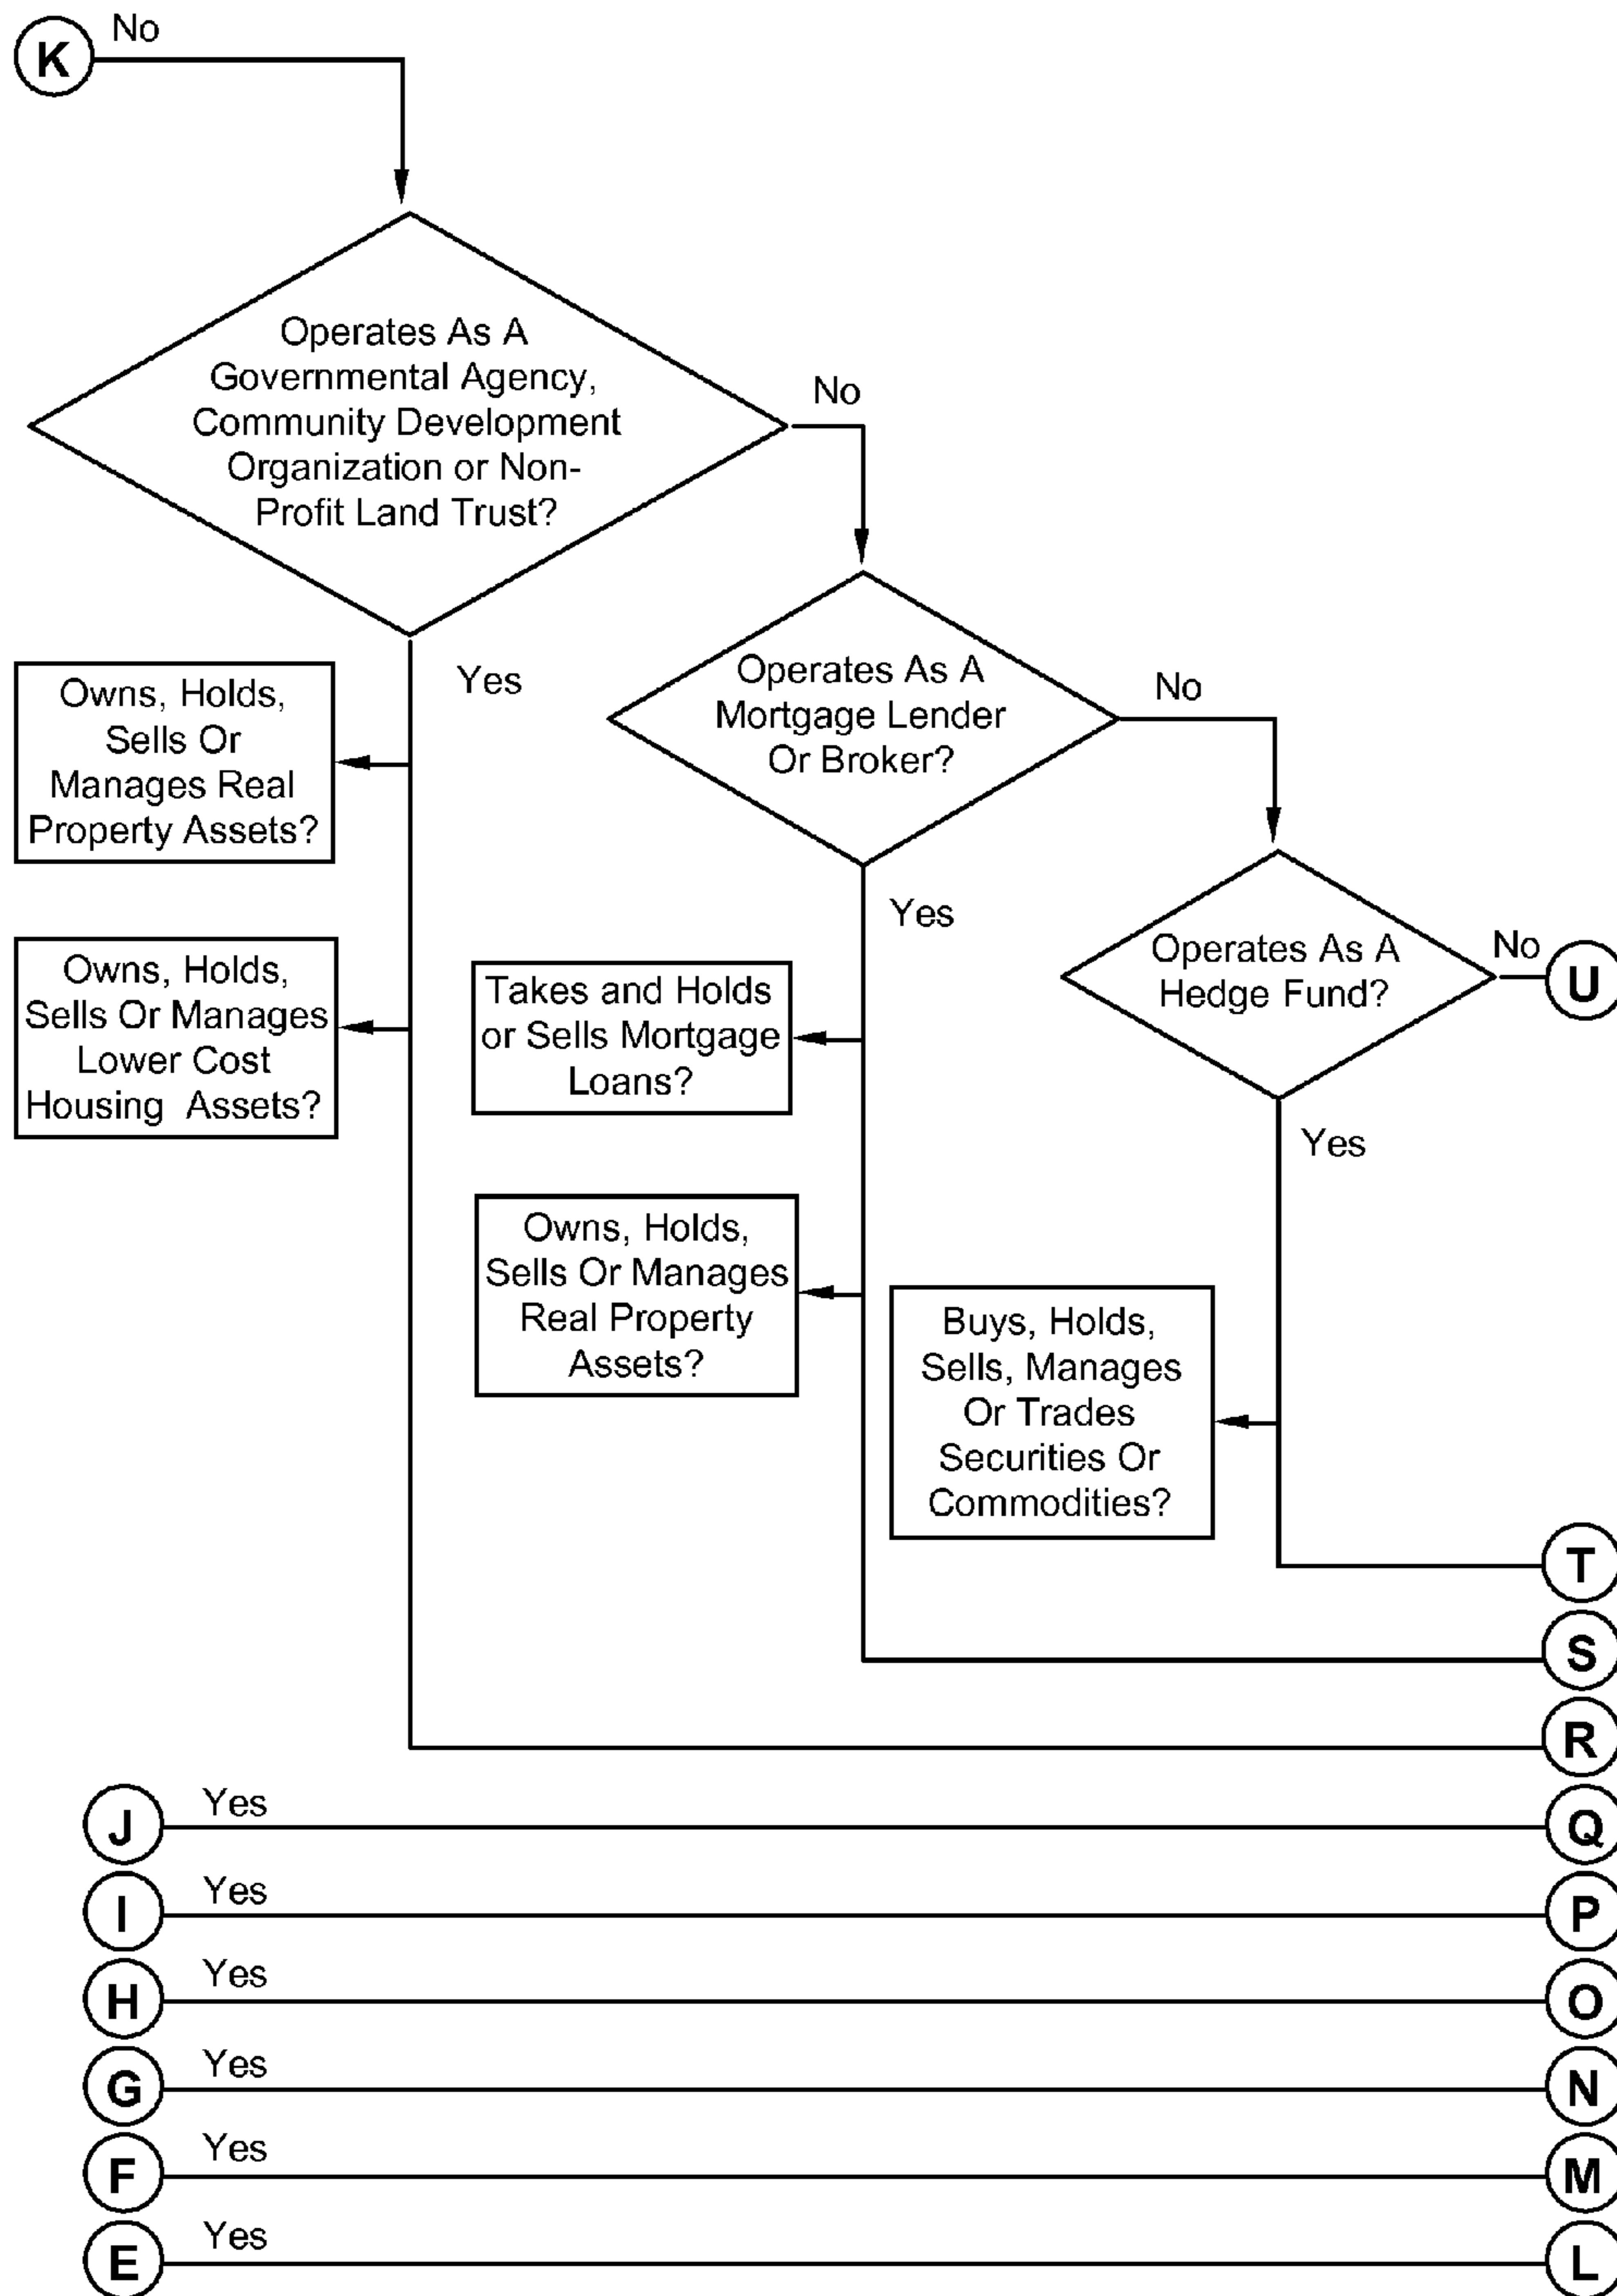 K
No
Operates As A
Governmental Agency,
Community Development
Organization or Non-
Profit Land Trust?
No
Yes
Owns, Holds,
Sells Or
Manages Real
Property Assets?
Owns, Holds,
Sells Or Manages
Lower Cost
Housing Assets?
Operates As A
Mortgage Lender
Or Broker?
No
Yes
Takes and Holds
or Sells Mortgage
Loans?
Owns, Holds,
Sells Or Manages
Real Property
Assets?
Operates As A
Hedge Fund?
No
U
Yes
Buys, Holds,
Sells, Manages
Or Trades
Securities Or
Commodities?
T
S
R
J Yes Q
I Yes P
H Yes O
G Yes N
F Yes M
E Yes L